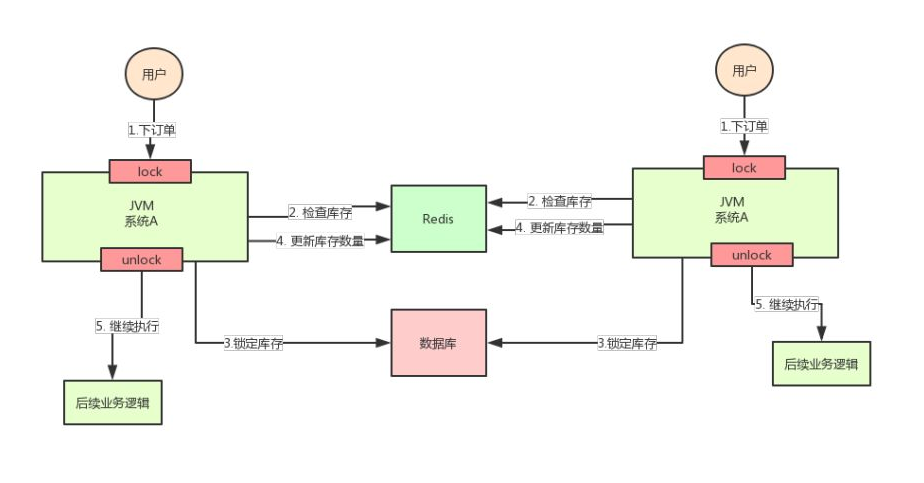 用户
1.下订单
lock
JVM
系统A
unlock
2. 检查库存
4. 更新库存数量
5. 继续执行
3.锁定库存
后续业务逻辑
Redis
数据库
用户
1.下订单
lock
JVM
系统A
unlock
2. 检查库存
4. 更新库存数量
5. 继续执行
3.锁定库存
后续业务逻辑